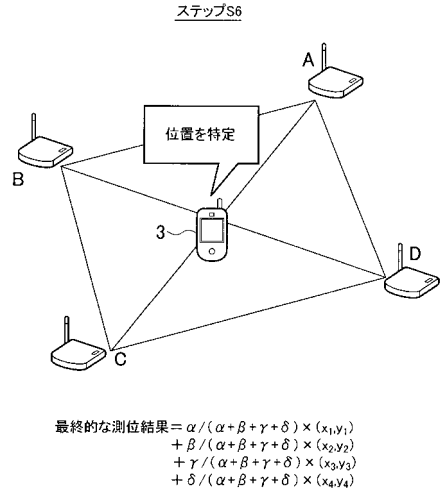 ステップS6
A
位置を特定
B
3
D
C
最終的な測位結果=α/(α+β+γ+δ)×(x₁,y₁)
+β/(α+β+γ+δ)×(x₂,y₂)
+γ/(α+β+γ+δ)×(x₃,y₃)
+δ/(α+β+γ+δ)×(x₄,y₄)